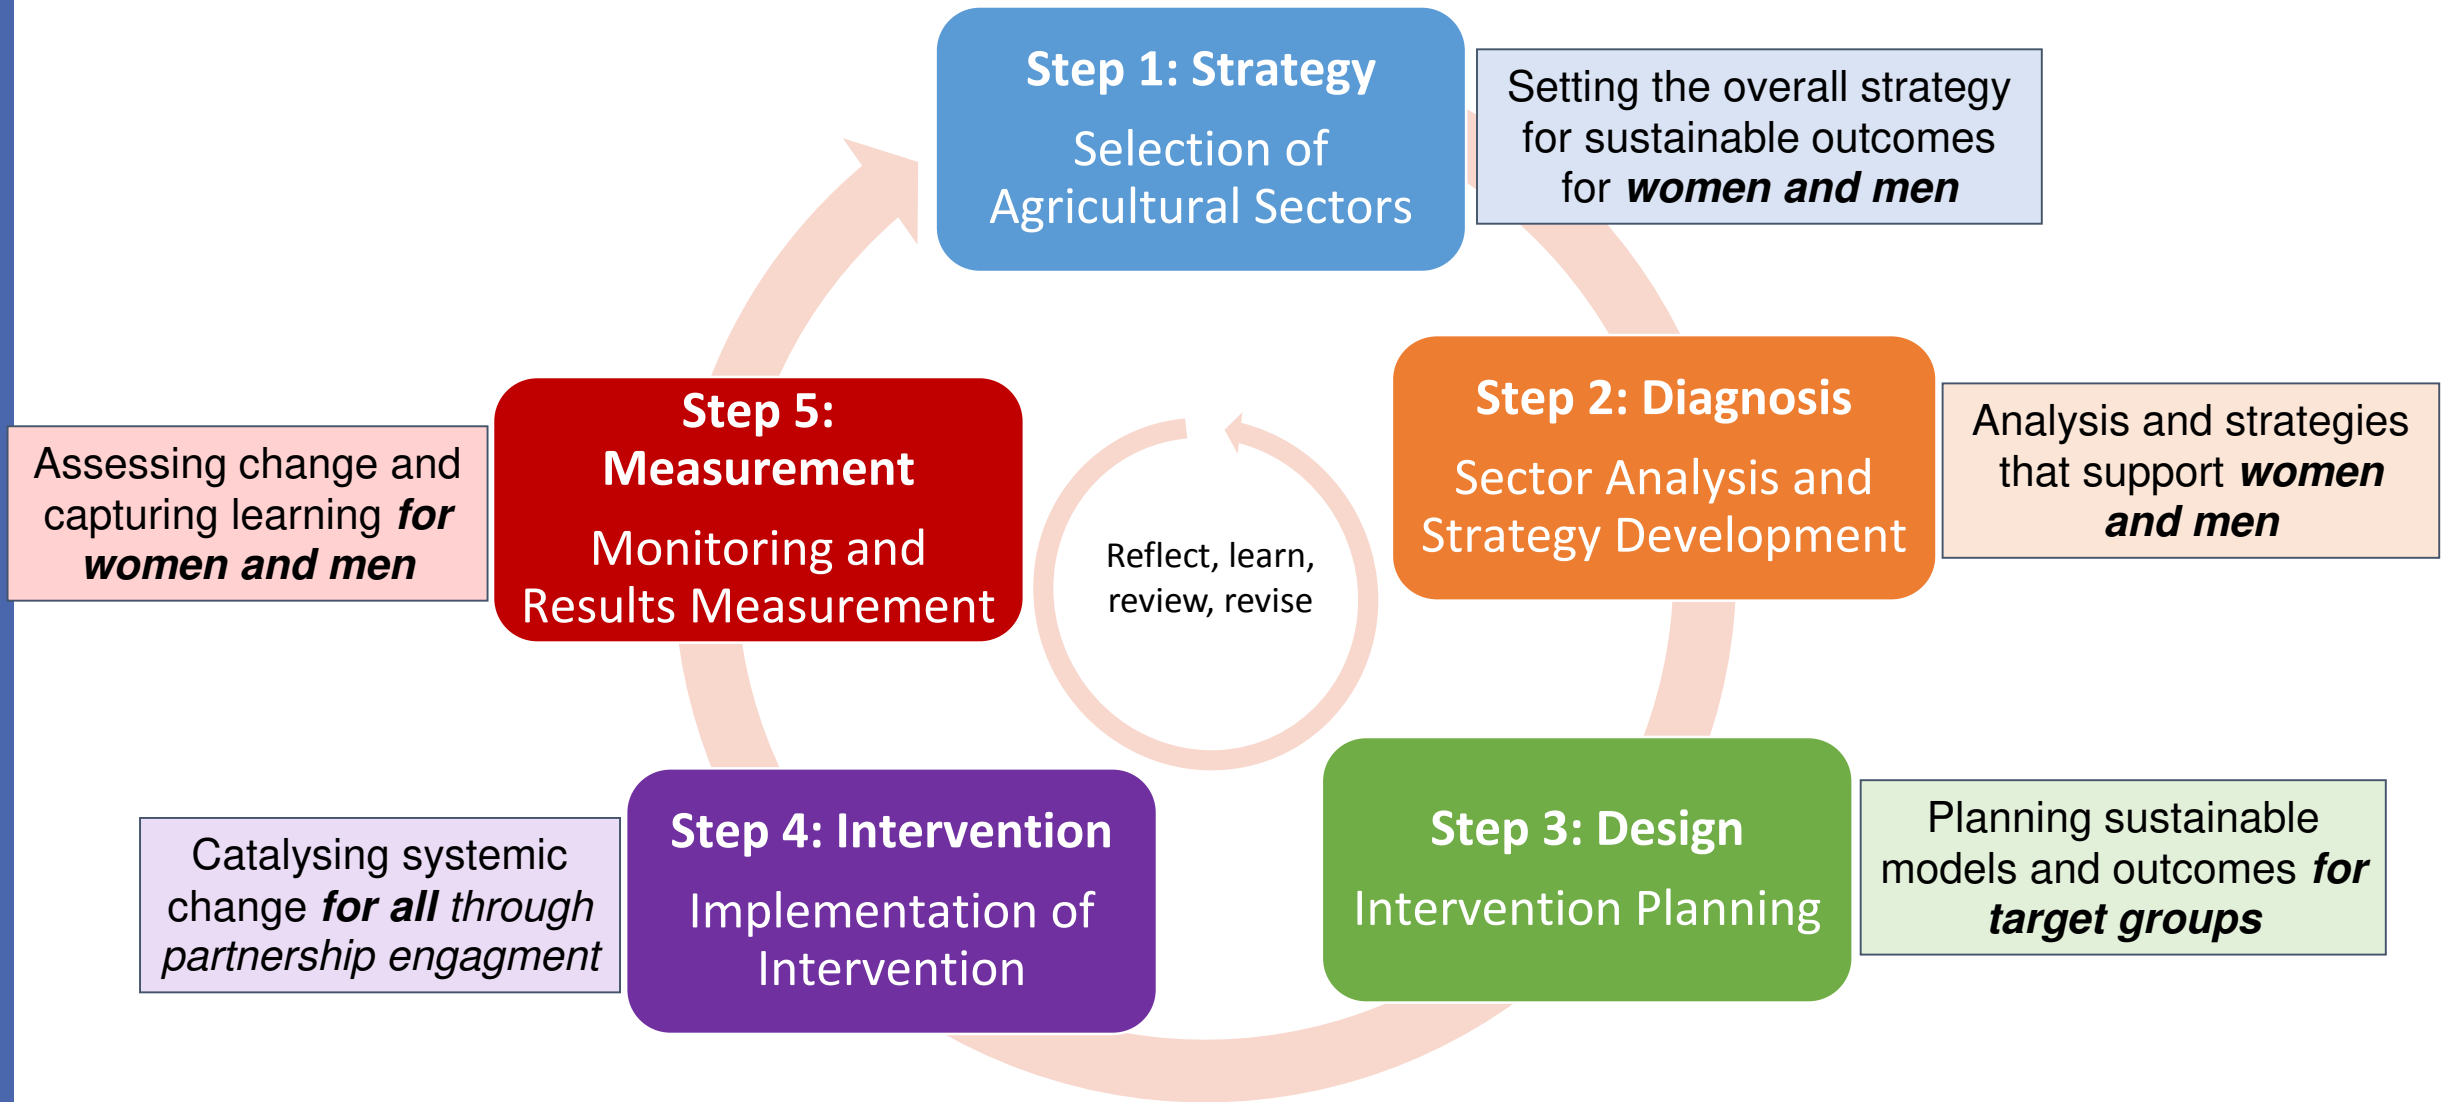 Step 1: Strategy
Selection of
Agricultural Sectors
Setting the overall strategy
for sustainable outcomes
for women and men
Step 2: Diagnosis
Sector Analysis and
Strategy Development
Analysis and strategies
that support women
and men
Step 3: Design
Intervention Planning
Planning sustainable
models and outcomes for
target groups
Step 4: Intervention
Implementation of
Intervention
Catalysing systemic
change for all through
partnership engagment
Step 5:
Measurement
Monitoring and
Results Measurement
Assessing change and
capturing learning for
women and men
Reflect, learn,
review, revise